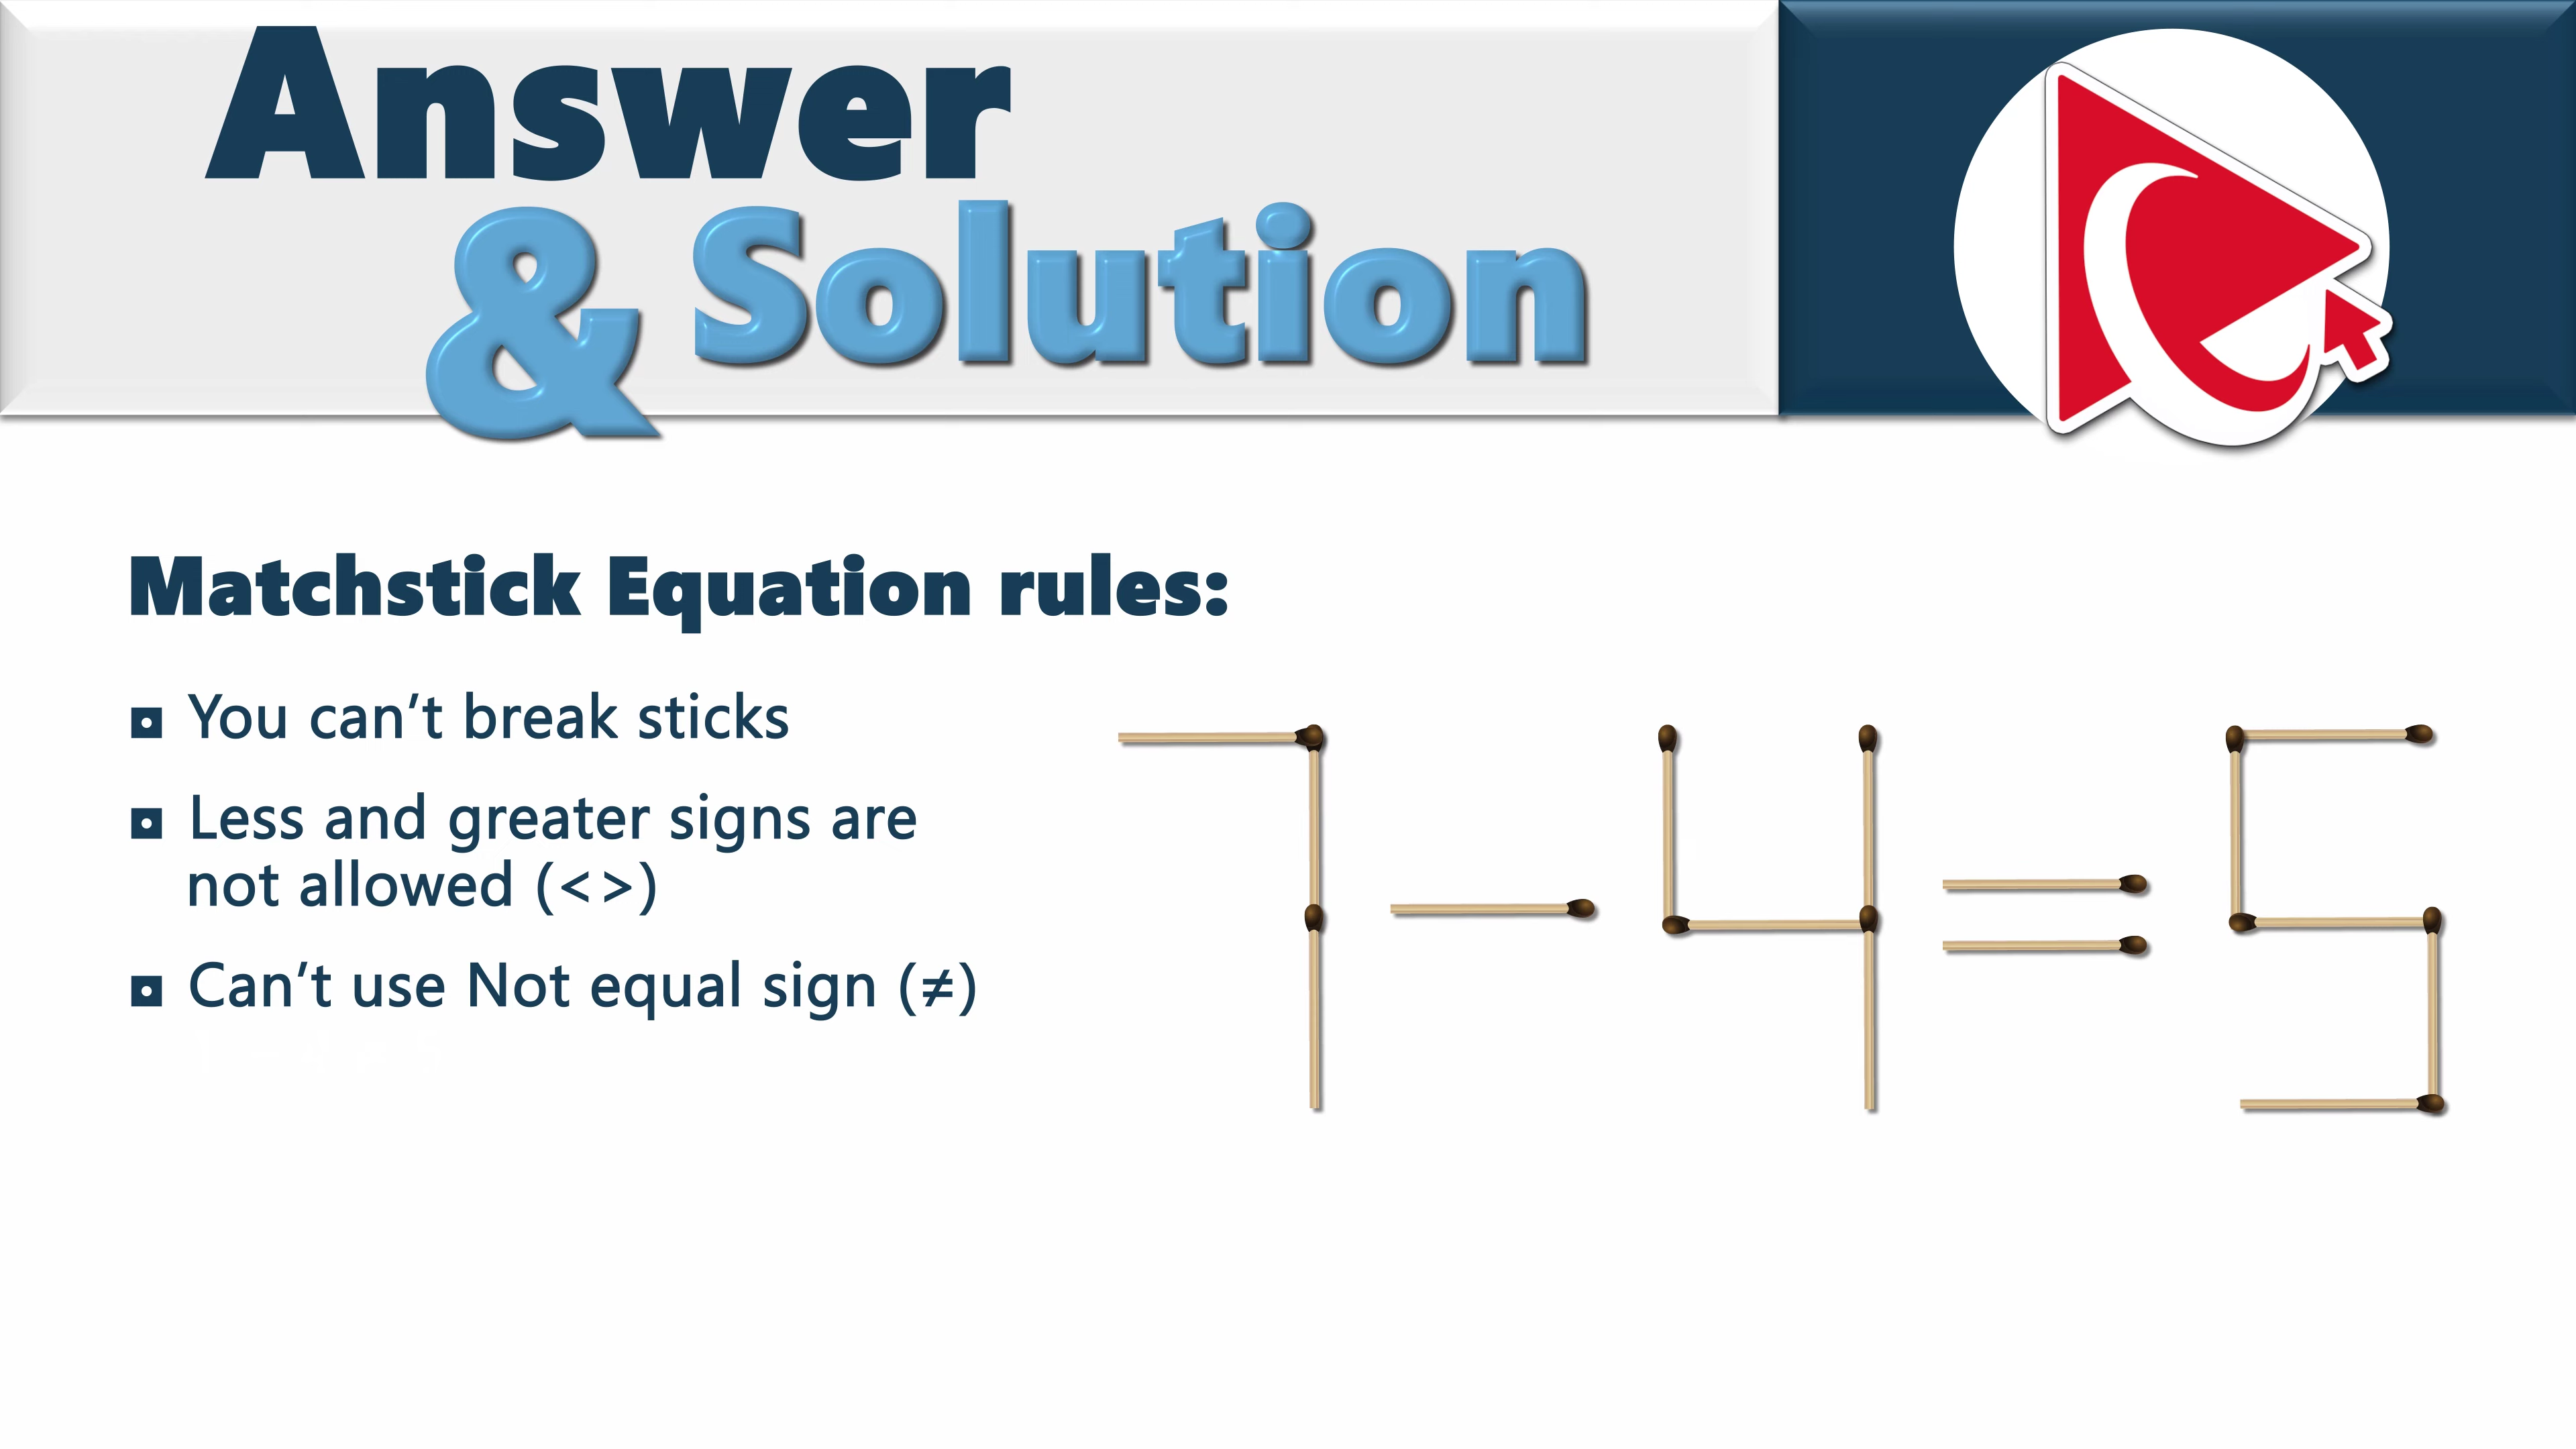 Answer
& Solution
Matchstick Equation rules:
You can’t break sticks
Less and greater signs are
not allowed (<>)
Can’t use Not equal sign (≠)
7 − 4 = 5